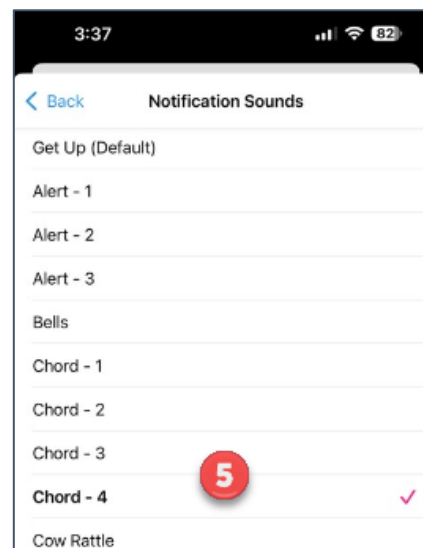 3:37 82
Back Notification Sounds
Get Up (Default)
Alert - 1
Alert - 2
Alert - 3
Bells
Chord - 1
Chord - 2
Chord - 3
5
Chord - 4
Cow Rattle